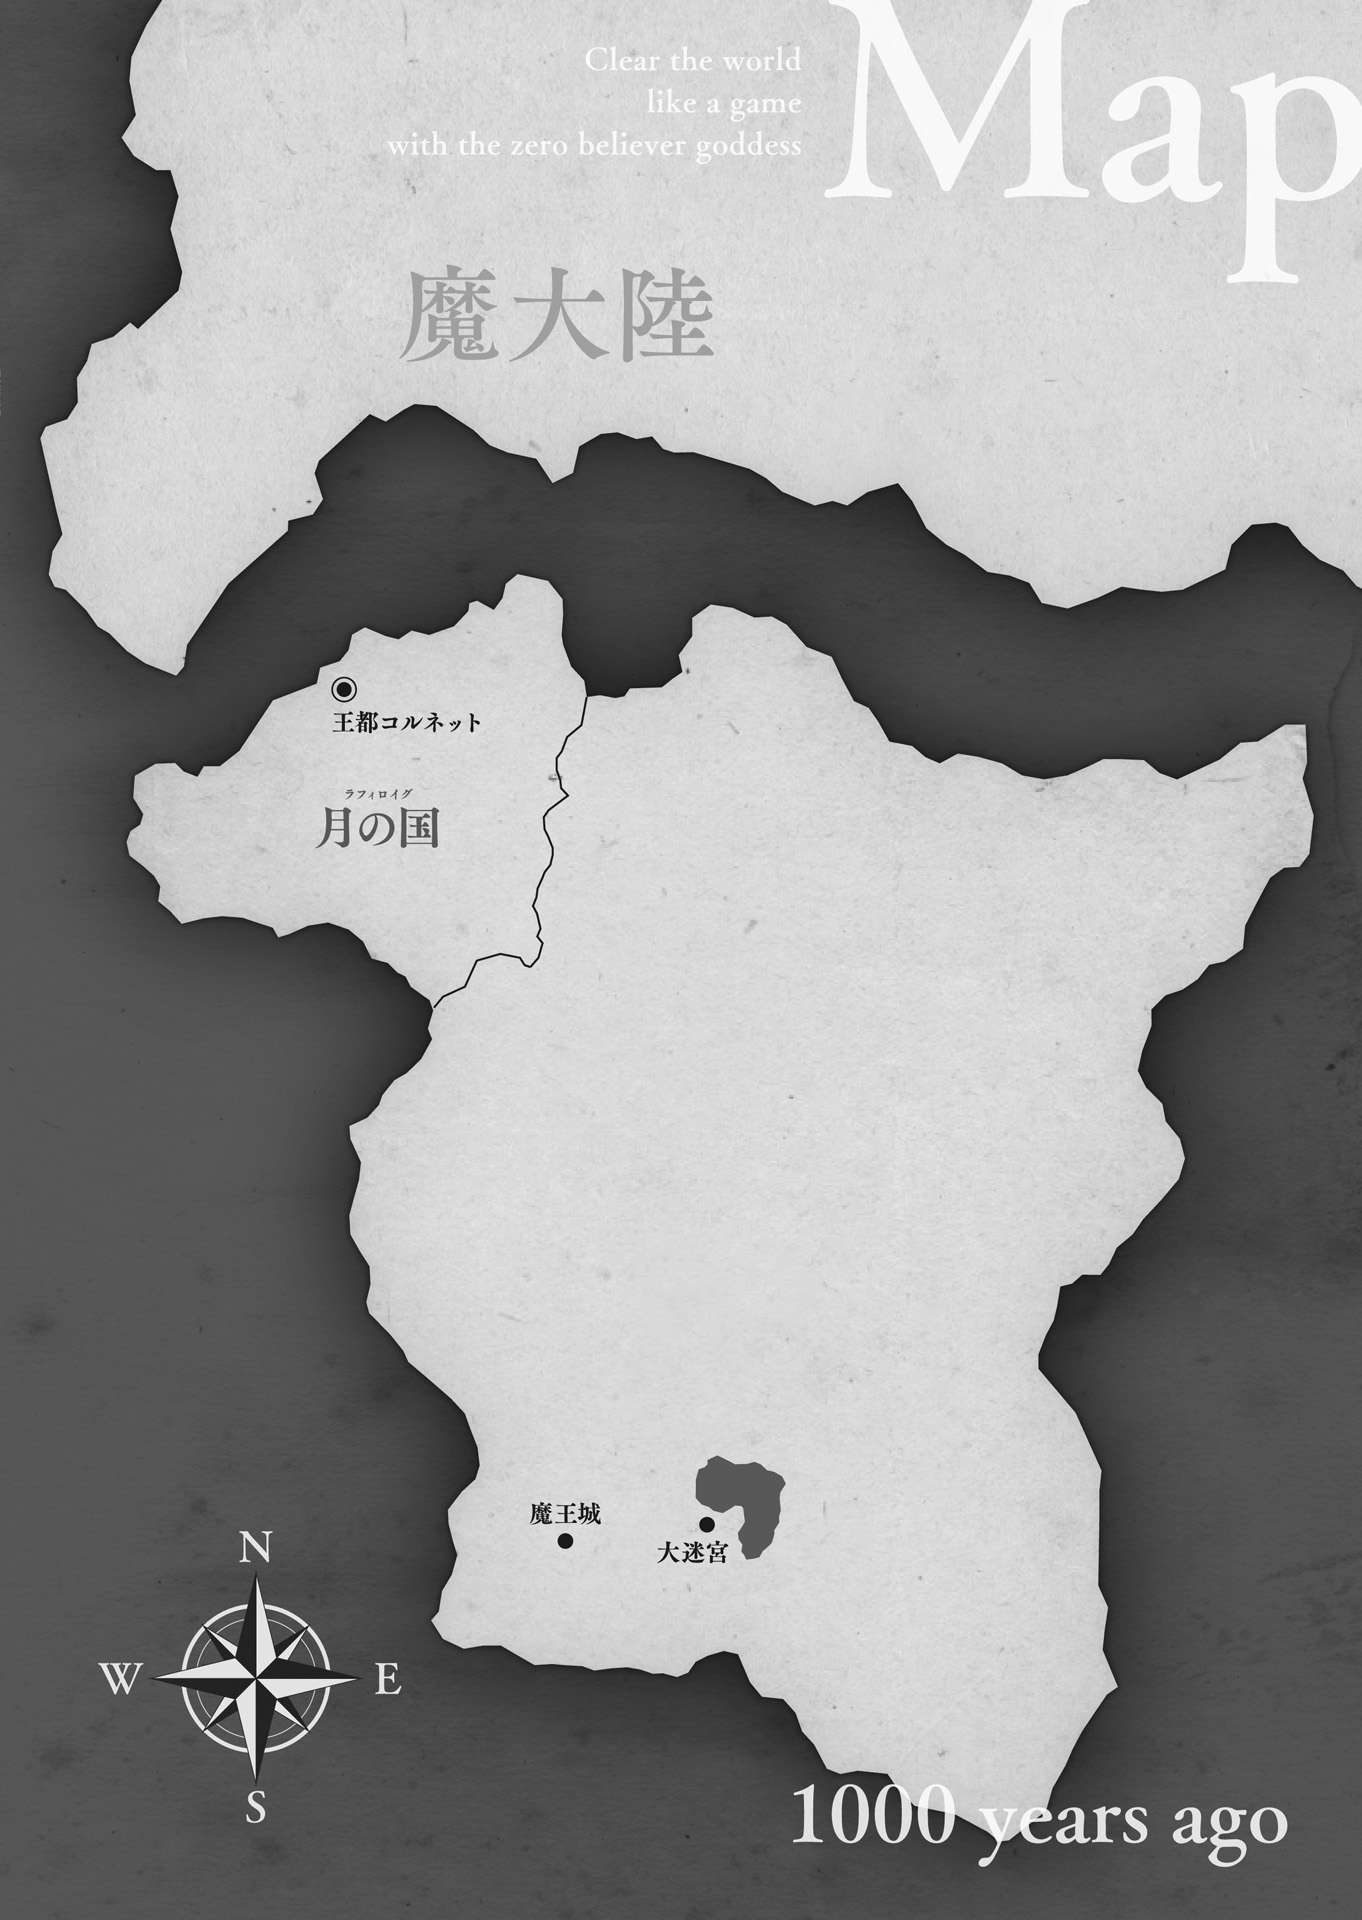 Clear the world
like a game
with the zero believer goddess
Map
魔大陸
王都コルネット
ラフィロイグ
月の国
魔王城
大迷宮
N
W
E
S
1000 years ago